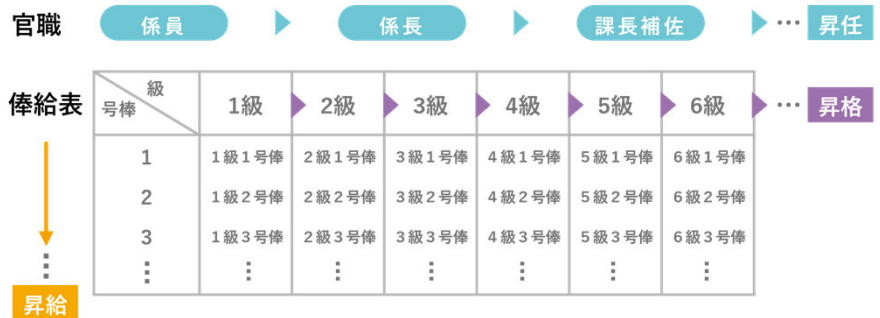 官職 係員 係長 課長補佐 … 昇任
俸給表 級 号棒 1級 2級 3級 4級 5級 6級 … 昇格
1 1級1号俸 2級1号俸 3級1号俸 4級1号俸 5級1号俸 6級1号俸
2 1級2号俸 2級2号俸 3級2号俸 4級2号俸 5級2号俸 6級2号俸
3 1級3号俸 2級3号俸 3級3号俸 4級3号俸 5級3号俸 6級3号俸
⋮ ⋮ ⋮ ⋮ ⋮ ⋮ ⋮ ⋮
昇給